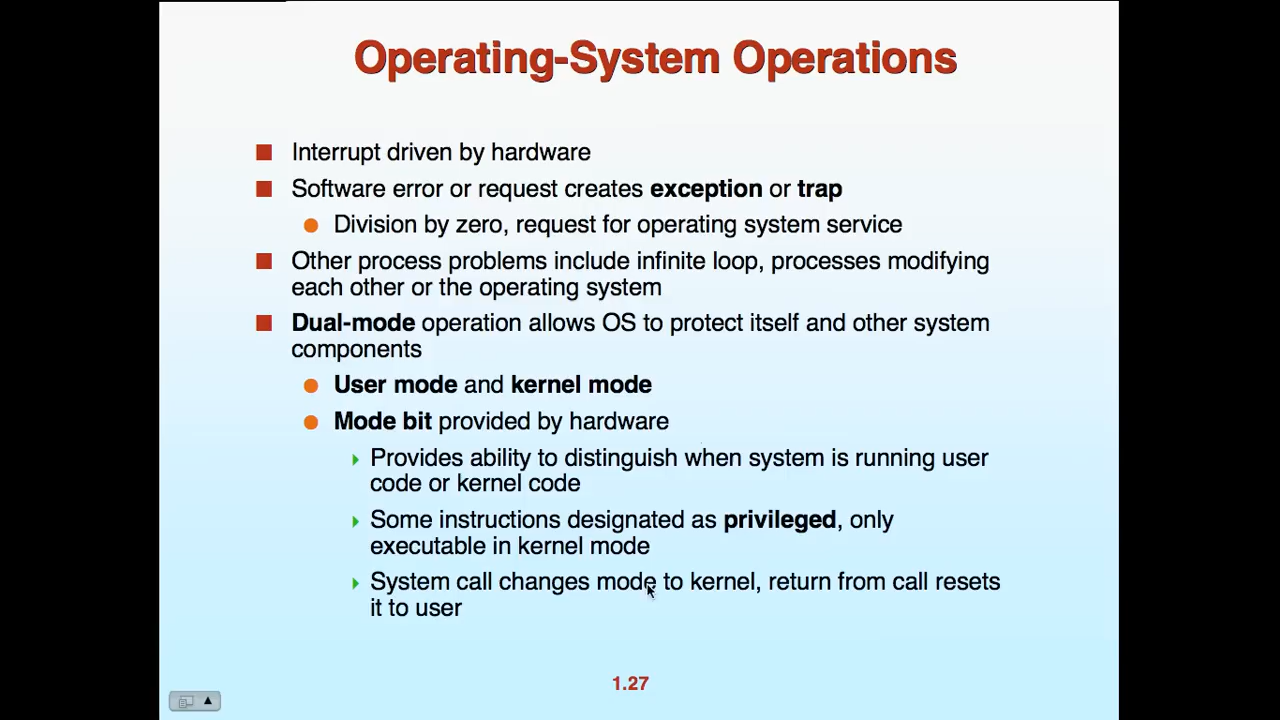 Operating-System Operations
Interrupt driven by hardware
Software error or request creates exception or trap
Division by zero, request for operating system service
Other process problems include infinite loop, processes modifying
each other or the operating system
Dual-mode operation allows OS to protect itself and other system
components
User mode and kernel mode
Mode bit provided by hardware
Provides ability to distinguish when system is running user
code or kernel code
Some instructions designated as privileged, only
executable in kernel mode
System call changes mode to kernel, return from call resets
it to user
1.27